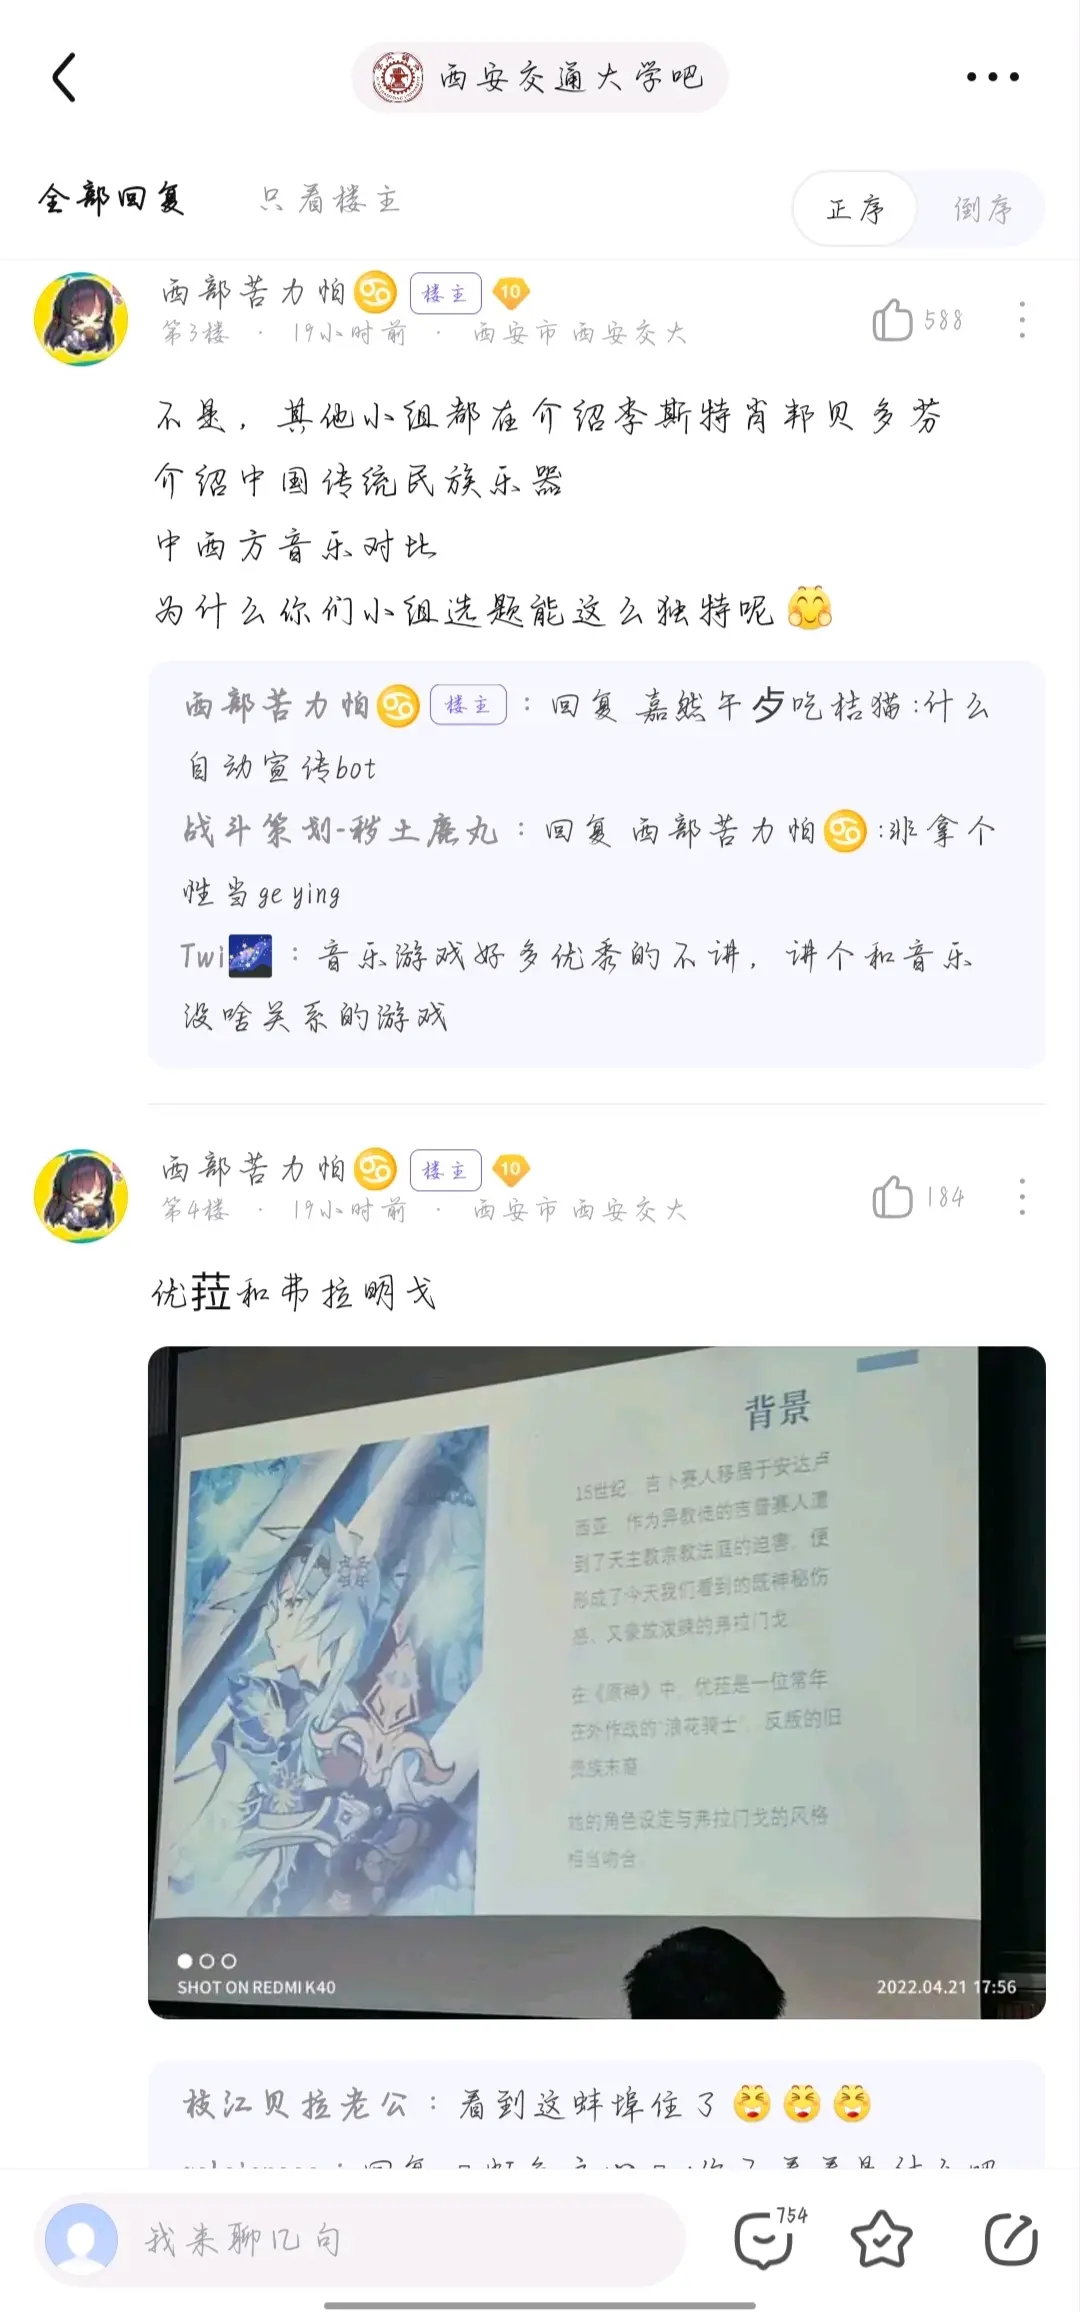 西安交通大学吧
全部回复 只看楼主 正序 倒序
西部苦力怕 楼主 10
第3楼 · 19小时前 · 西安市西安交大 588
不是，其他小组都在介绍李斯特肖邦贝多芬
介绍中国传统民族乐器
中西方音乐对比
为什么你们小组选题能这么独特呢
西部苦力怕 楼主：回复 嘉然午歺吃桔猫:什么
自动宣传bot
战斗策划-秽土鹿丸：回复 西部苦力怕:非拿个
性当ge ying
Twi：音乐游戏好多优秀的不讲，讲个和音乐
没啥关系的游戏
西部苦力怕 楼主 10
第4楼 · 19小时前 · 西安市西安交大 184
优菈和弗拉明戈
背景
15世纪，吉卜赛人移居于安达卢
西亚，作为异教徒的吉普赛人遭
到了天主教宗教法庭的迫害，便
形成了今天我们看到的既神秘伤
感、又豪放泼辣的弗拉门戈
在《原神》中，优菈是一位常年
在外作战的“浪花骑士”，反叛的旧
贵族末裔
她的角色设定与弗拉门戈的风格
相当吻合
SHOT ON REDMI K40
2022.04.21 17:56
枝江贝拉老公：看到这蚌埠住了
我来聊几句 754